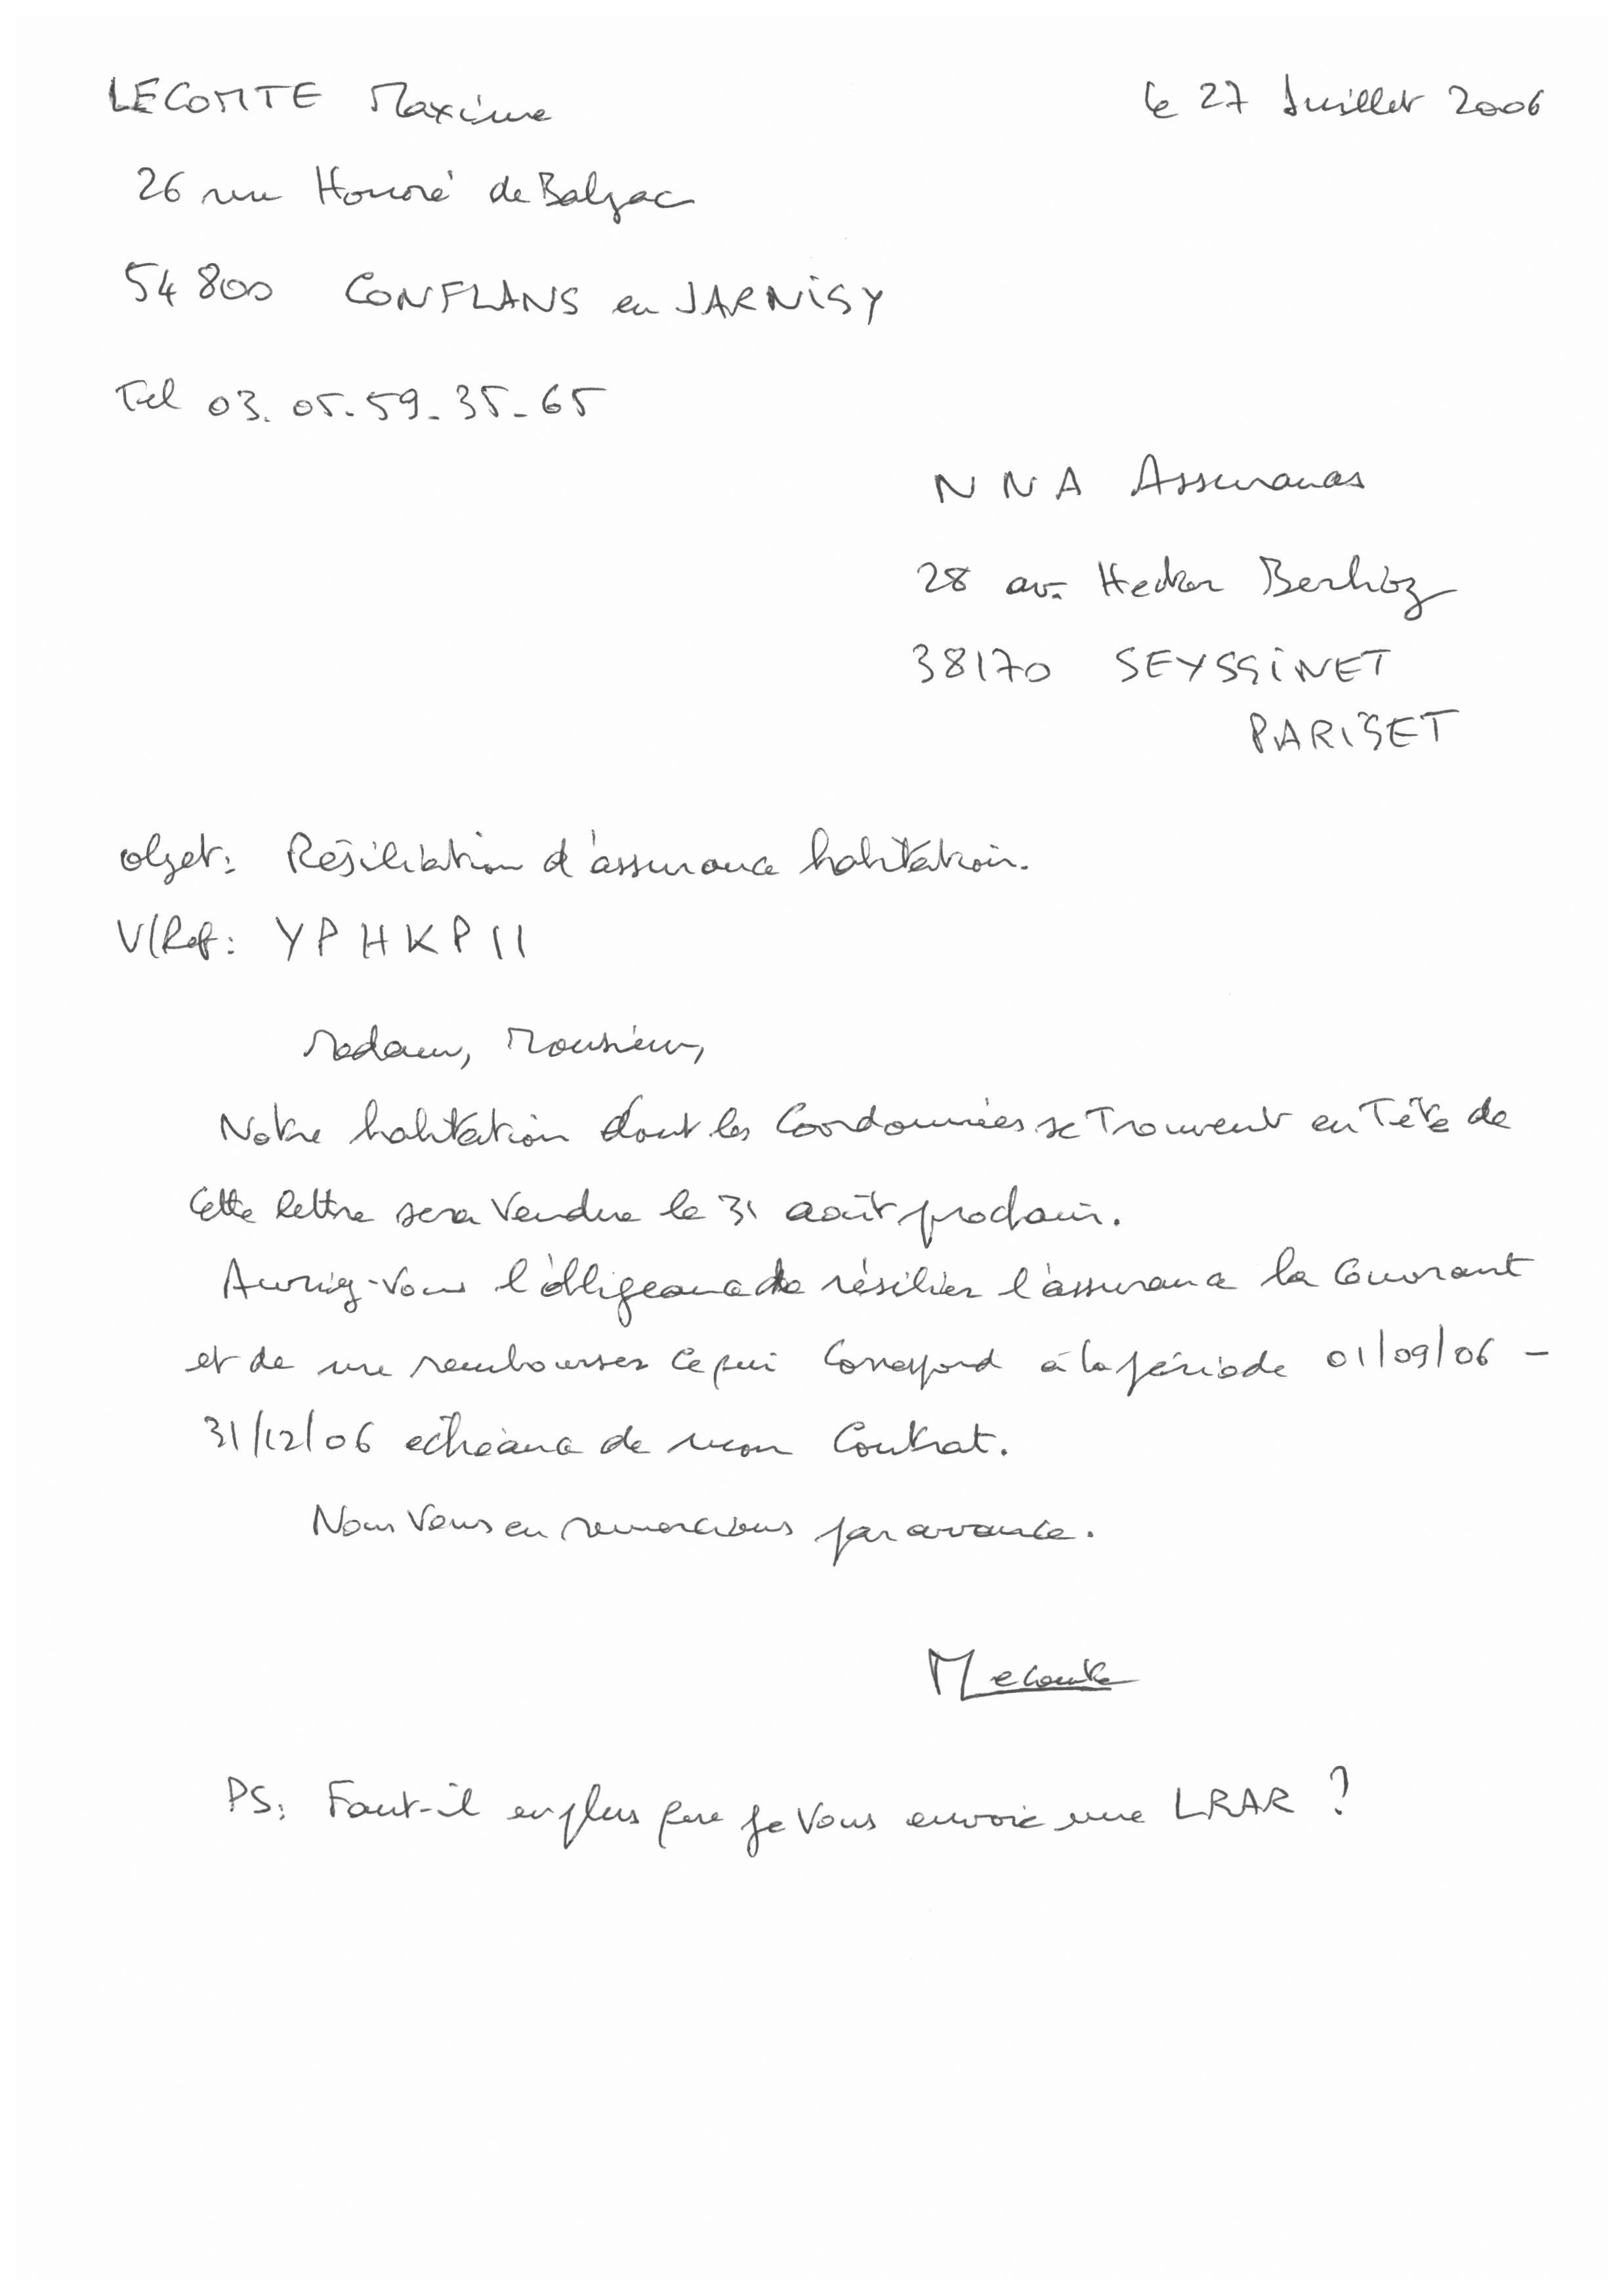 LECOMTE Maxime
le 27 Juillet 2006
26 rue Honoré de Balzac
54 800 CONFLANS en JARNISY
Tel 03. 05. 59. 35. 65
NNA Assurances
28 av. Hector Berlioz
38170 SEYSSINET
PARISET
objet: Résiliation d'assurance habitation.
V/Ref: YPHKP11
Madame, Monsieur,
Notre habitation dont les Coordonnées se Trouvent en Tête de
Cette lettre sera Vendue le 31 août prochain.
Auriez-vous l'obligeance de résilier l'assurance la Couvrant
et de me rembourser Ce qui Correspond à la période 01/09/06 -
31/12/06 échéance de mon Contrat.
Nous Vous en remercions par avance.
MLecomte
PS: Faut-il en plus que je Vous envoie une LRAR ?